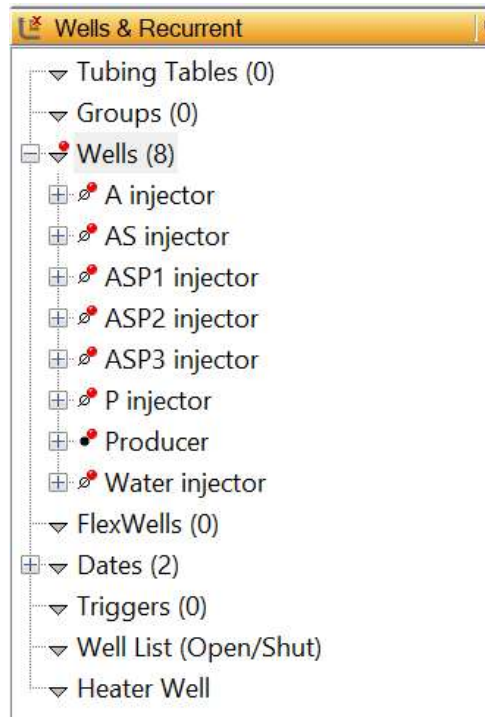 Wells & Recurrent
Tubing Tables (0)
Groups (0)
Wells (8)
A injector
AS injector
ASP1 injector
ASP2 injector
ASP3 injector
P injector
Producer
Water injector
FlexWells (0)
Dates (2)
Triggers (0)
Well List (Open/Shut)
Heater Well